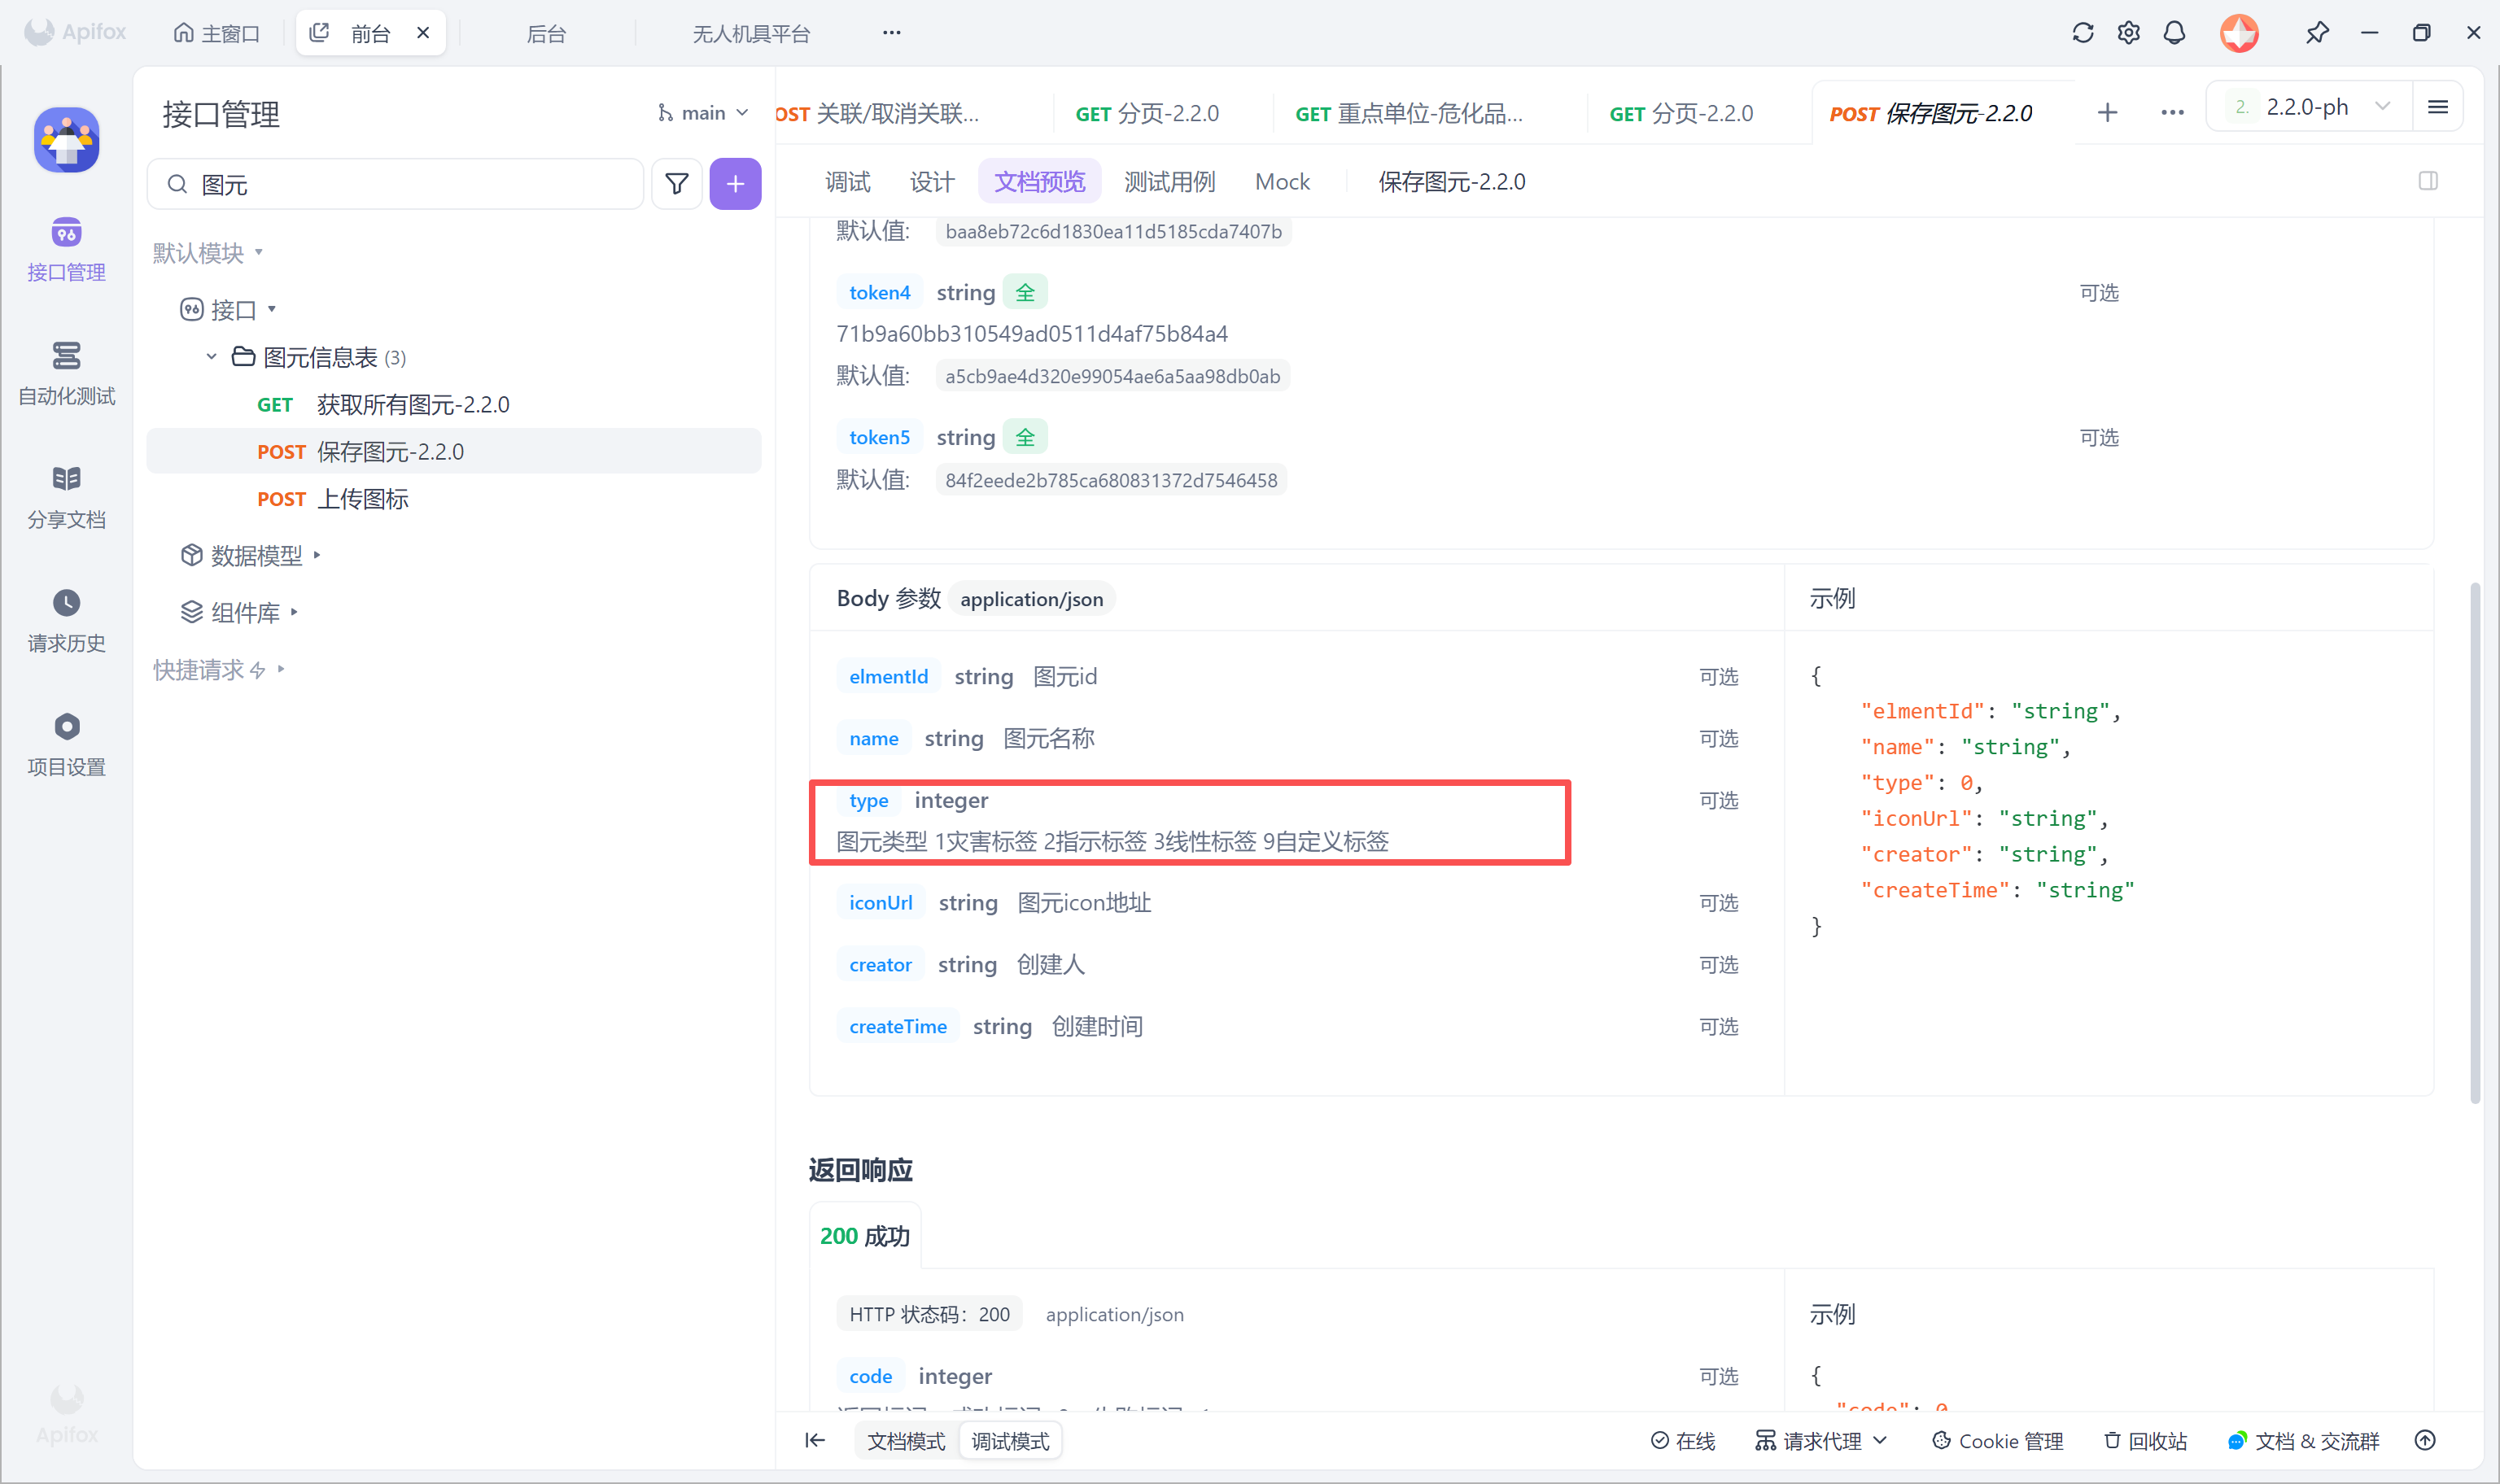 Apifox
主窗口
前台
后台
无人机具平台
接口管理
main
OST 关联/取消关联...
GET 分页-2.2.0
GET 重点单位-危化品...
GET 分页-2.2.0
POST 保存图元-2.2.0
2. 2.2.0-ph
图元
调试
设计
文档预览
测试用例
Mock
保存图元-2.2.0
接口管理
自动化测试
分享文档
请求历史
项目设置
Apifox
默认模块
接口
图元信息表 (3)
GET 获取所有图元-2.2.0
POST 保存图元-2.2.0
POST 上传图标
数据模型
组件库
快捷请求
默认值: baa8eb72c6d1830ea11d5185cda7407b
token4 string 全 可选
71b9a60bb310549ad0511d4af75b84a4
默认值: a5cb9ae4d320e99054ae6a5aa98db0ab
token5 string 全 可选
默认值: 84f2eede2b785ca680831372d7546458
Body 参数 application/json
elmentId string 图元id 可选
name string 图元名称 可选
type integer 可选
图元类型 1灾害标签 2指示标签 3线性标签 9自定义标签
iconUrl string 图元icon地址 可选
creator string 创建人 可选
createTime string 创建时间 可选
示例
{
"elmentId": "string",
"name": "string",
"type": 0,
"iconUrl": "string",
"creator": "string",
"createTime": "string"
}
返回响应
200 成功
HTTP 状态码：200 application/json
code integer 可选
示例
{
"code": 0
文档模式
调试模式
在线
请求代理
Cookie 管理
回收站
文档 & 交流群